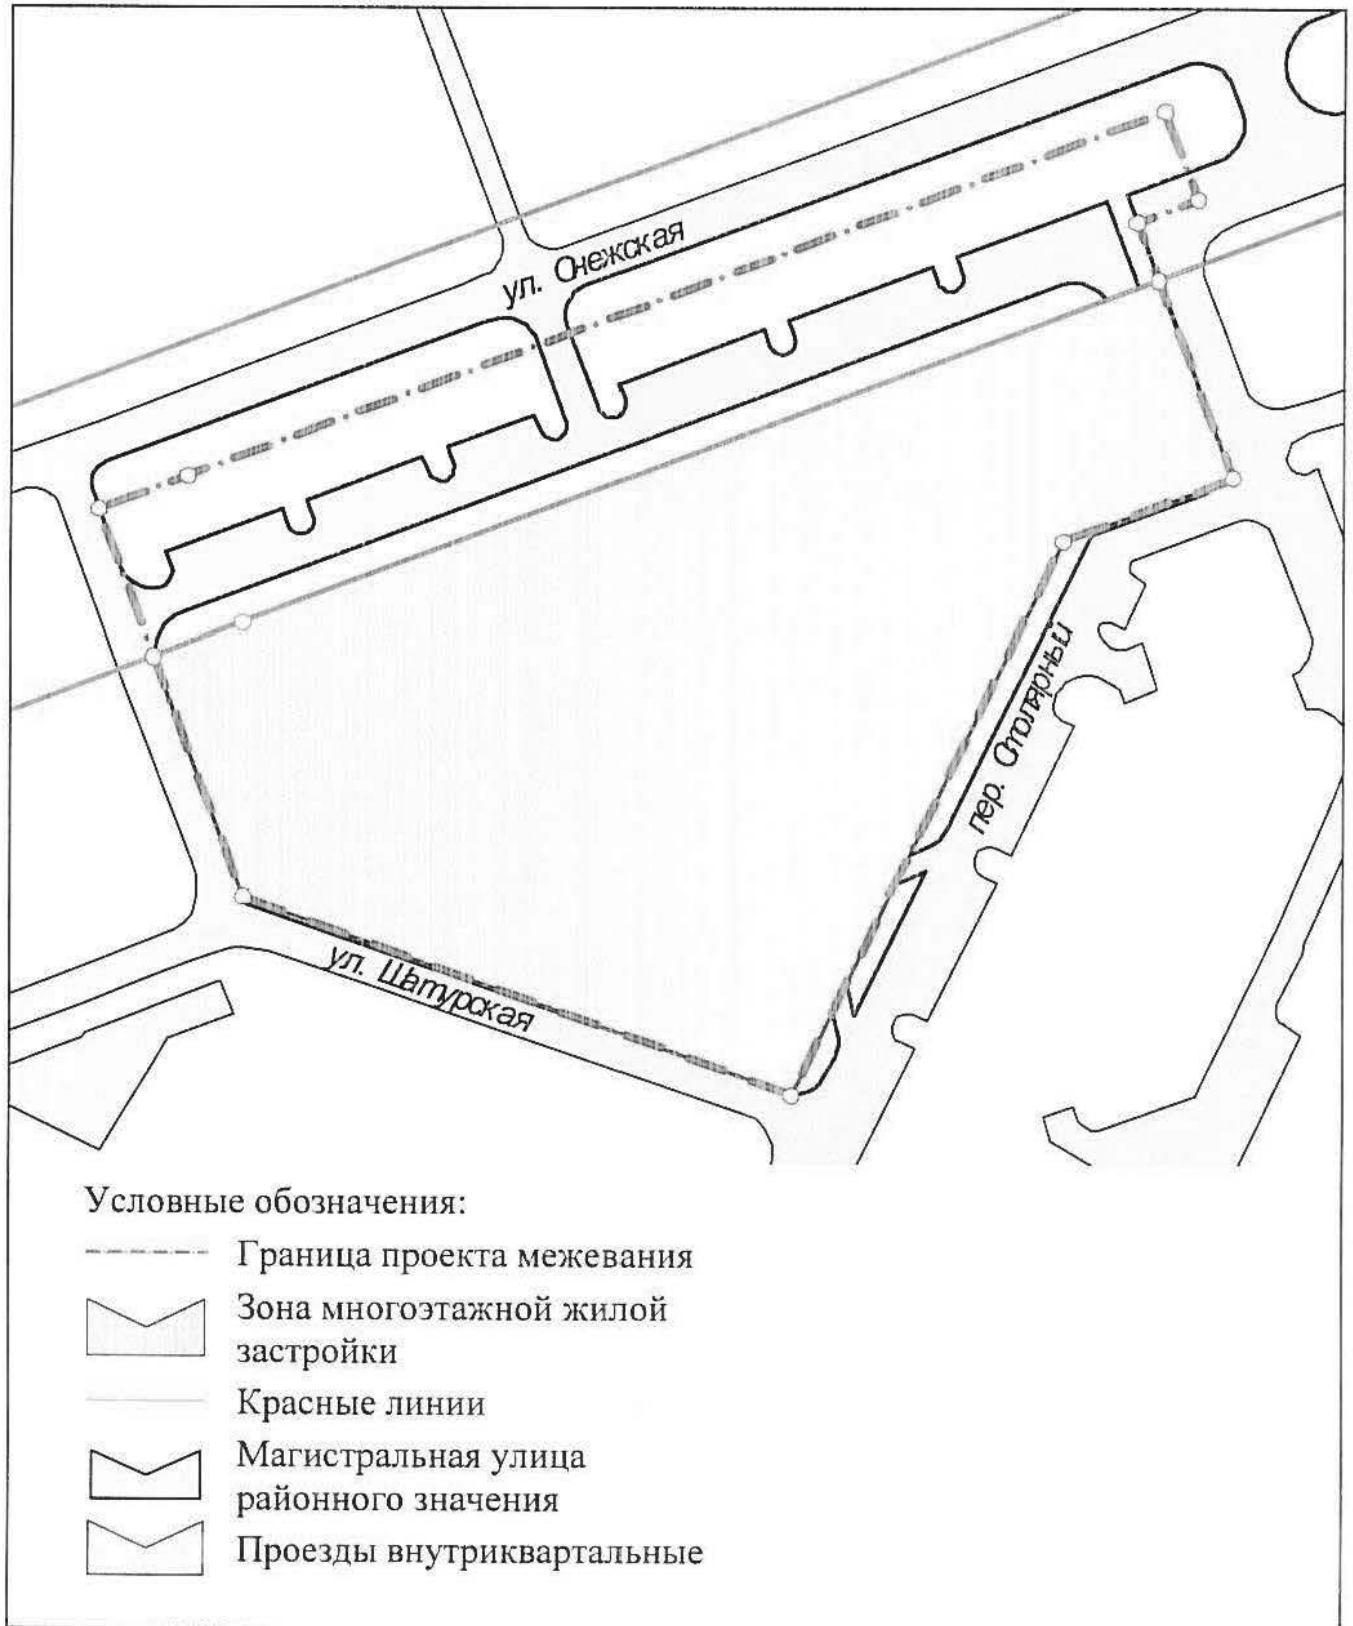 ул. Онежская
пер. Столярный
ул. Шатурская
Условные обозначения:
Граница проекта межевания
Зона многоэтажной жилой
застройки
Красные линии
Магистральная улица
районного значения
Проезды внутриквартальные